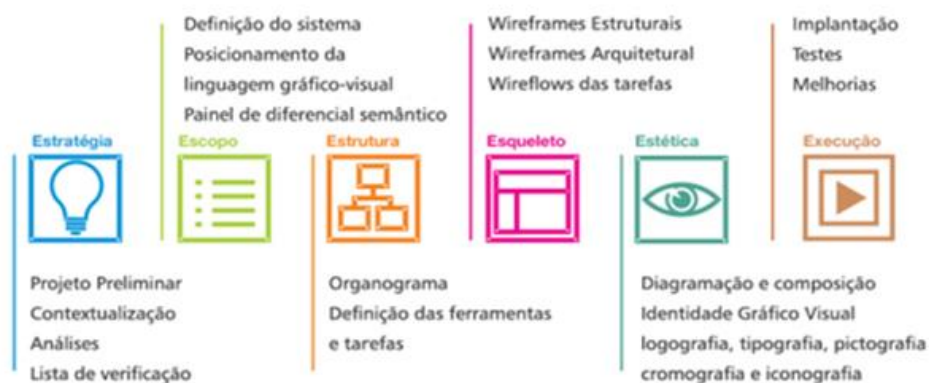 Definição do sistema
Posicionamento da
linguagem gráfico-visual
Painel de diferencial semântico
Wireframes Estruturais
Wireframes Arquitetural
Wireflows das tarefas
Implantação
Testes
Melhorias
Estratégia
Escopo
Estrutura
Esqueleto
Estética
Execução
Projeto Preliminar
Contextualização
Análises
Lista de verificação
Organograma
Definição das ferramentas
e tarefas
Diagramação e composição
Identidade Gráfico Visual
logografia, tipografia, pictografia
cromografia e iconografia